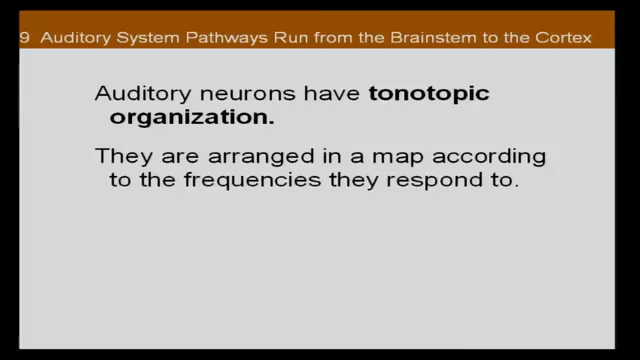 9 Auditory System Pathways Run from the Brainstem to the Cortex
Auditory neurons have tonotopic
organization.
They are arranged in a map according
to the frequencies they respond to.